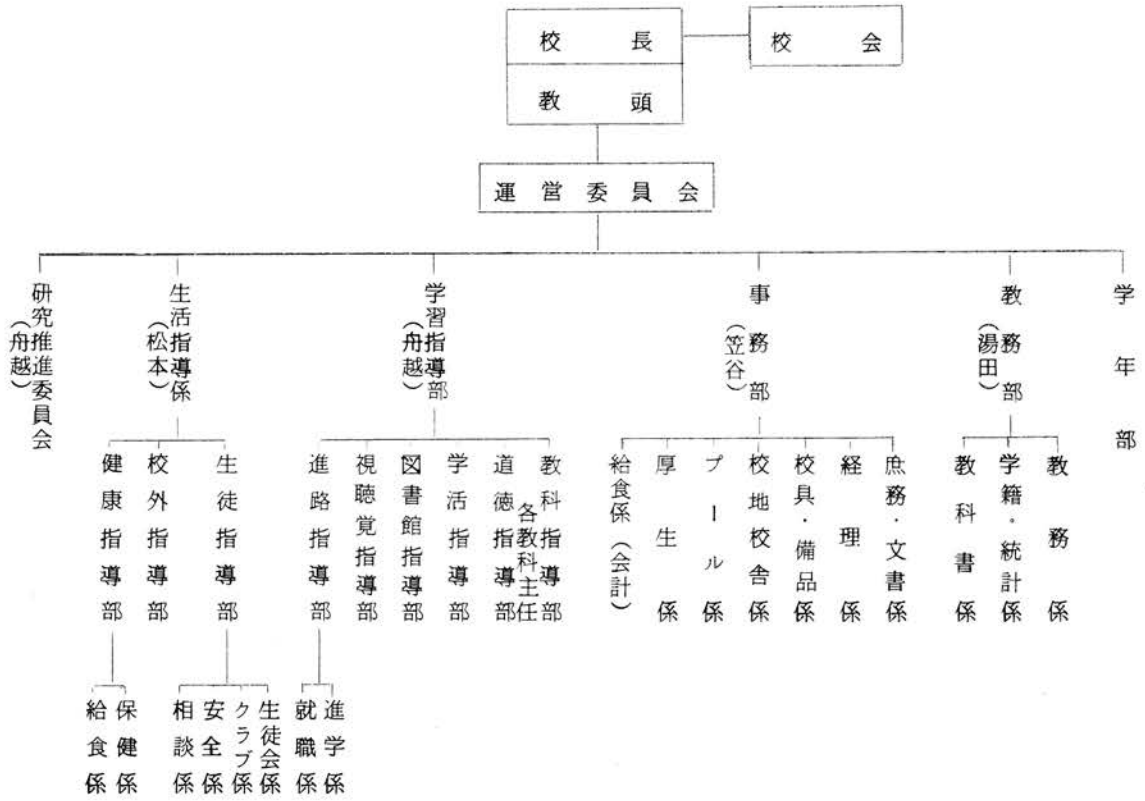 校長
校会
教頭
運営委員会
学年部
教務部
(湯田)
事務部
(笠谷)
学習指導部
(舟越)
生活指導係
(松本)
研究推進委員会
(舟越)
教務係
学籍・統計係
教科書係
庶務・文書係
経理係
校具・備品係
校地校舎係
プール係
厚生係
給食係(会計)
教科指導部
各教科主任
道徳指導部
学活指導部
図書館指導部
視聴覚指導部
進路指導部
生徒指導部
校外指導部
健康指導部
進学係
就職係
生徒会係
クラブ係
安全係
相談係
保健係
給食係